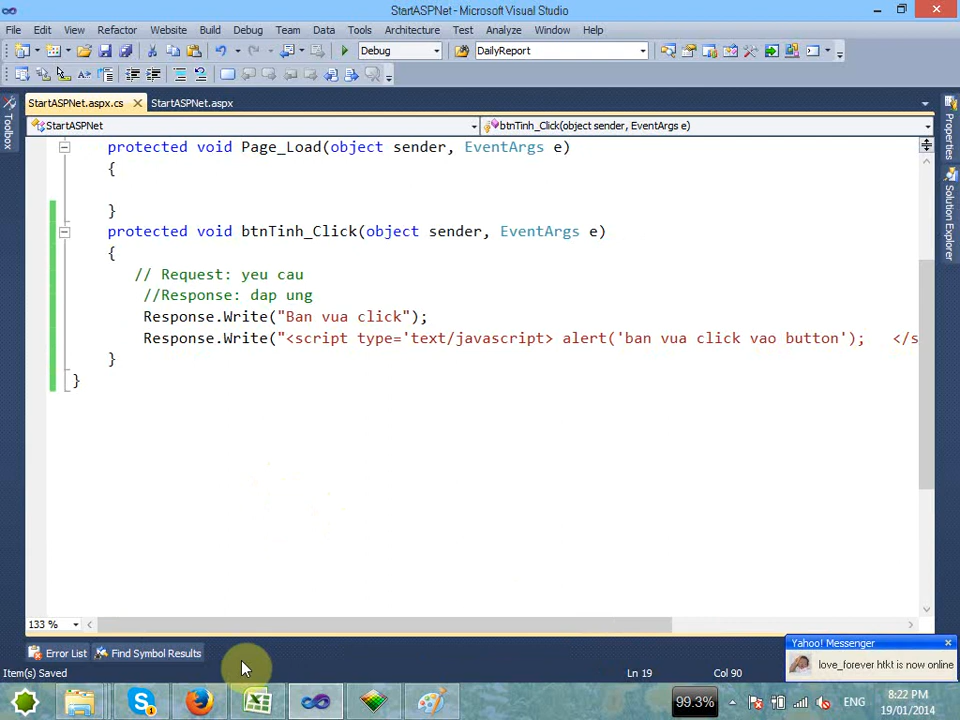 StartASPNet - Microsoft Visual Studio
File Edit View Refactor Website Build Debug Team Data Tools Architecture Test Analyze Window Help
Debug DailyReport
StartASPNet.aspx.cs StartASPNet.aspx
StartASPNet btnTinh_Click(object sender, EventArgs e)
Toolbox
Properties
Solution Explorer
protected void Page_Load(object sender, EventArgs e)
{
}
protected void btnTinh_Click(object sender, EventArgs e)
{
// Request: yeu cau
//Response: dap ung
Response.Write("Ban vua click");
Response.Write("<script type='text/javascript> alert('ban vua click vao button'); </s
}
}
133 %
Error List Find Symbol Results
Yahoo! Messenger
love_forever htkt is now online
Item(s) Saved Ln 19 Col 90
99.3% ENG 8:22 PM
19/01/2014